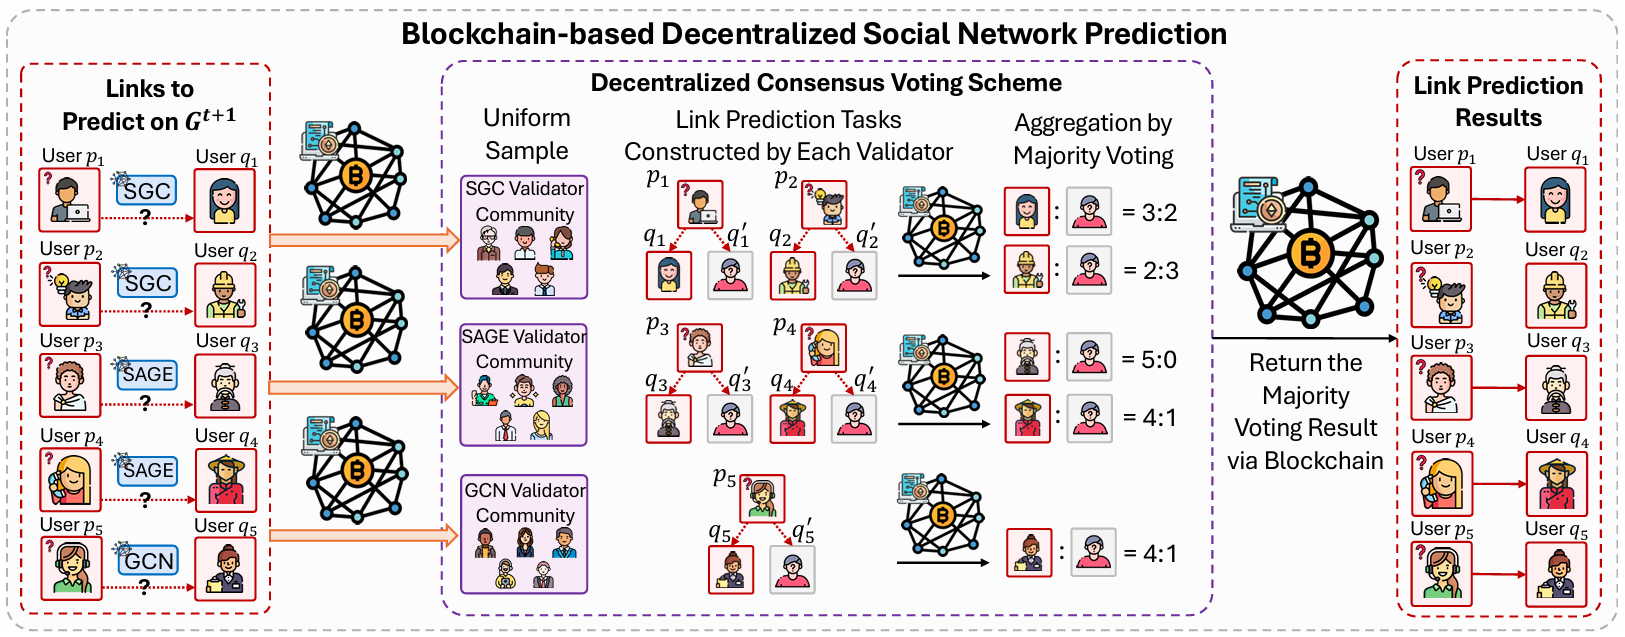 Blockchain-based Decentralized Social Network Prediction
Links to
Predict on G^{t+1}
User p_1
SGC
?
?
User q_1
User p_2
SGC
?
?
User q_2
User p_3
SAGE
?
?
User q_3
User p_4
SAGE
?
?
User q_4
User p_5
GCN
?
?
User q_5
Decentralized Consensus Voting Scheme
Uniform
Sample
SGC Validator
Community
SAGE Validator
Community
GCN Validator
Community
Link Prediction Tasks
Constructed by Each Validator
p_1
?
q_1
q'_1
?
p_2
?
q_2
q'_2
?
p_3
?
q_3
q'_3
?
p_4
?
q_4
q'_4
?
p_5
?
q_5
q'_5
?
Aggregation by
Majority Voting
: ? = 3:2
: ? = 2:3
: ? = 5:0
: ? = 4:1
: ? = 4:1
Return the
Majority
Voting Result
via Blockchain
Link Prediction
Results
User p_1
?
User q_1
User p_2
?
User q_2
User p_3
?
User q_3
User p_4
?
User q_4
User p_5
?
User q_5